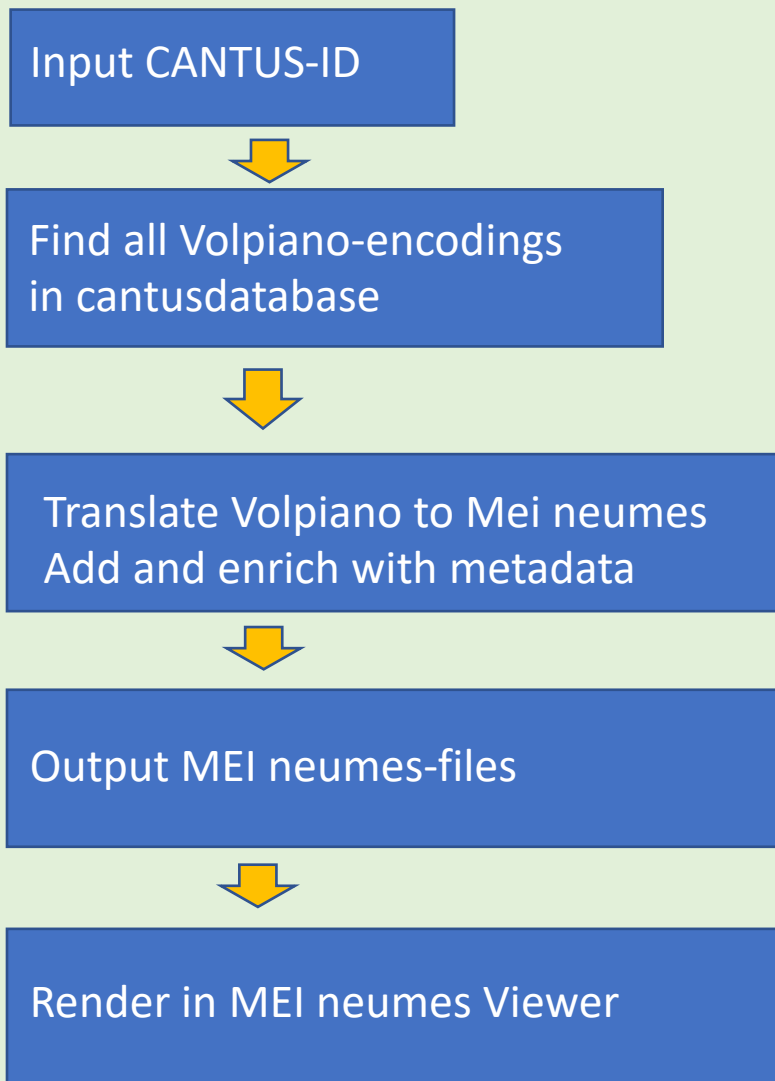 Input CANTUS-ID
Find all Volpiano-encodings
in cantusdatabase
Translate Volpiano to Mei neumes
Add and enrich with metadata
Output MEI neumes-files
Render in MEI neumes Viewer